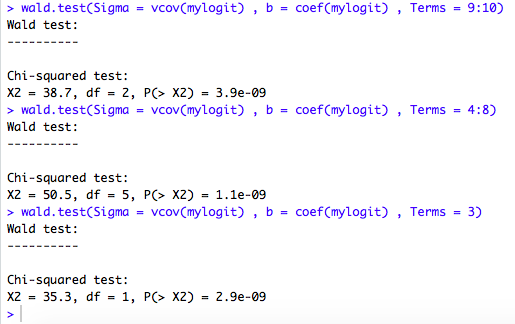 > wald.test(Sigma = vcov(mylogit) , b = coef(mylogit) , Terms = 9:10)
Wald test:
----------
Chi-squared test:
X2 = 38.7, df = 2, P(> X2) = 3.9e-09
> wald.test(Sigma = vcov(mylogit) , b = coef(mylogit) , Terms = 4:8)
Wald test:
----------
Chi-squared test:
X2 = 50.5, df = 5, P(> X2) = 1.1e-09
> wald.test(Sigma = vcov(mylogit) , b = coef(mylogit) , Terms = 3)
Wald test:
----------
Chi-squared test:
X2 = 35.3, df = 1, P(> X2) = 2.9e-09
>